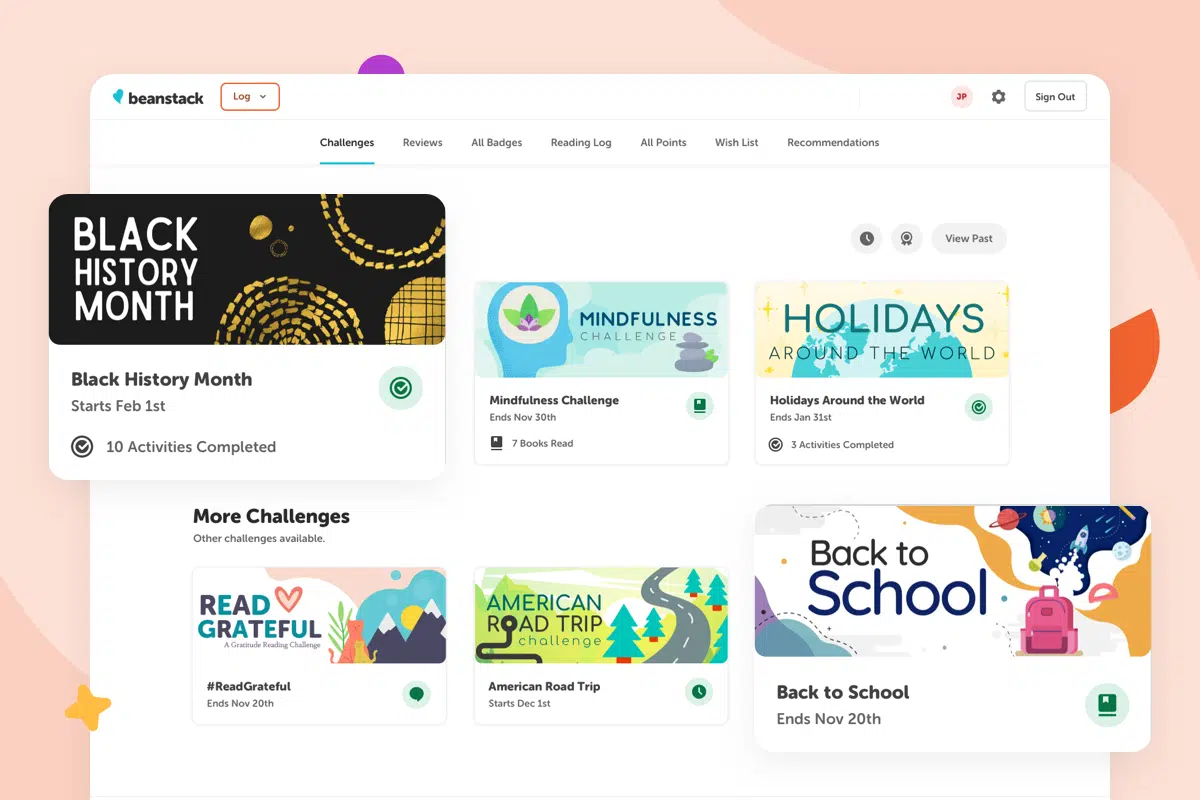 beanstack
Log
JP
Sign Out
Challenges
Reviews
All Badges
Reading Log
All Points
Wish List
Recommendations
View Past
BLACK
HISTORY
MONTH
Black History Month
Starts Feb 1st
10 Activities Completed
MINDFULNESS
CHALLENGE
Mindfulness Challenge
Ends Nov 30th
7 Books Read
HOLIDAYS
AROUND THE WORLD
Holidays Around the World
Ends Jan 31st
3 Activities Completed
More Challenges
Other challenges available.
READ
GRATEFUL
A Gratitude Reading Challenge
#ReadGrateful
Ends Nov 20th
AMERICAN
ROAD TRIP
challenge
American Road Trip
Starts Dec 1st
Back to
School
Back to School
Ends Nov 20th